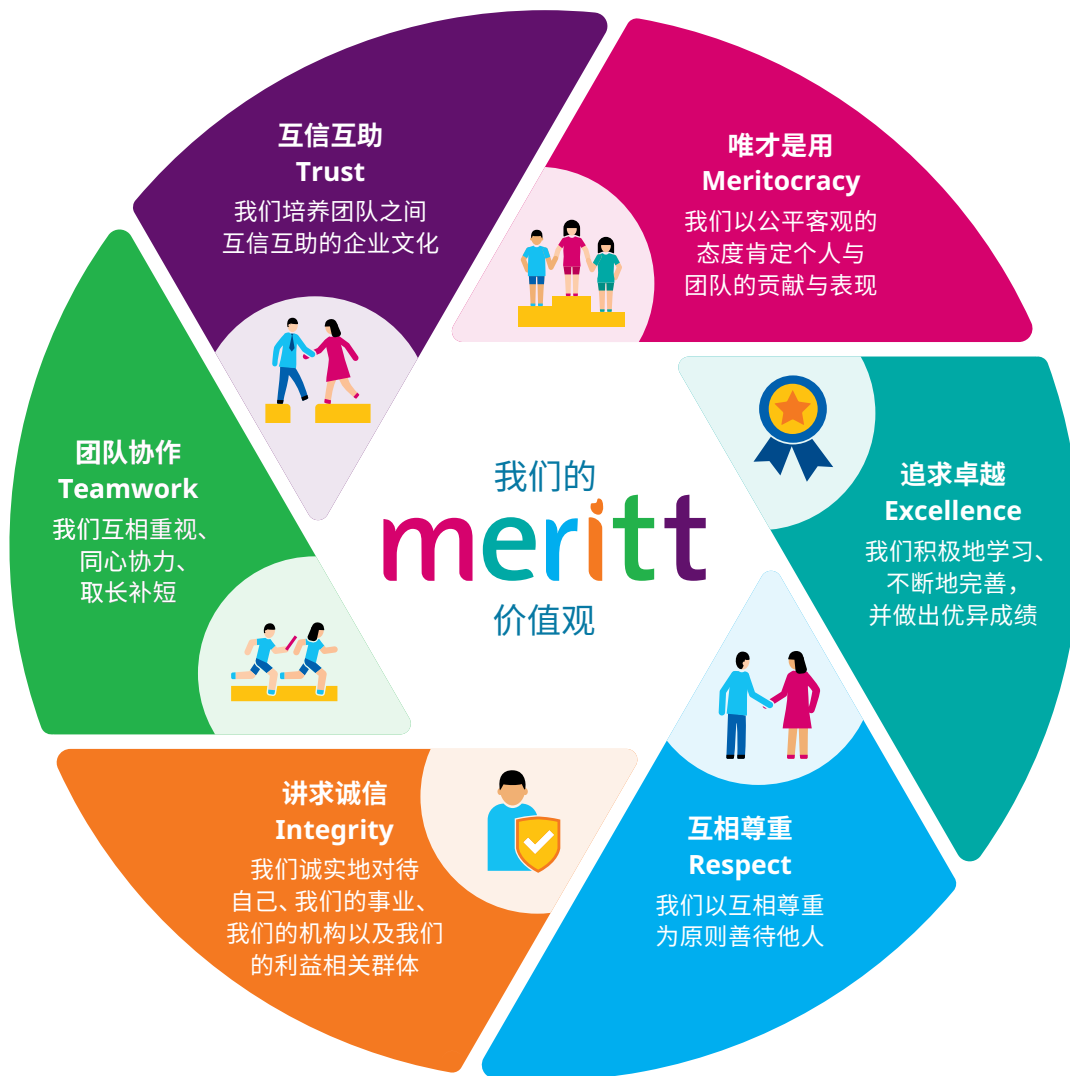 我们的
meritt
价值观
唯才是用
Meritocracy
我们以公平客观的
态度肯定个人与
团队的贡献与表现
追求卓越
Excellence
我们积极地学习、
不断地完善，
并做出优异成绩
互相尊重
Respect
我们以互相尊重
为原则善待他人
讲求诚信
Integrity
我们诚实地对待
自己、我们的事业、
我们的机构以及我们
的利益相关群体
团队协作
Teamwork
我们互相重视、
同心协力、
取长补短
互信互助
Trust
我们培养团队之间
互信互助的企业文化